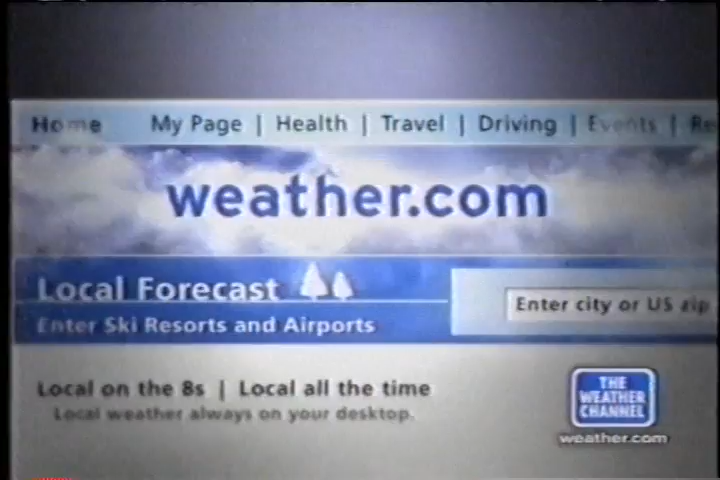 Home My Page | Health | Travel | Driving | Events |
weather.com
Local Forecast
Enter Ski Resorts and Airports
Enter city or US zip
Local on the 8s | Local all the time
Local weather always on your desktop.
THE
WEATHER
CHANNEL
weather.com